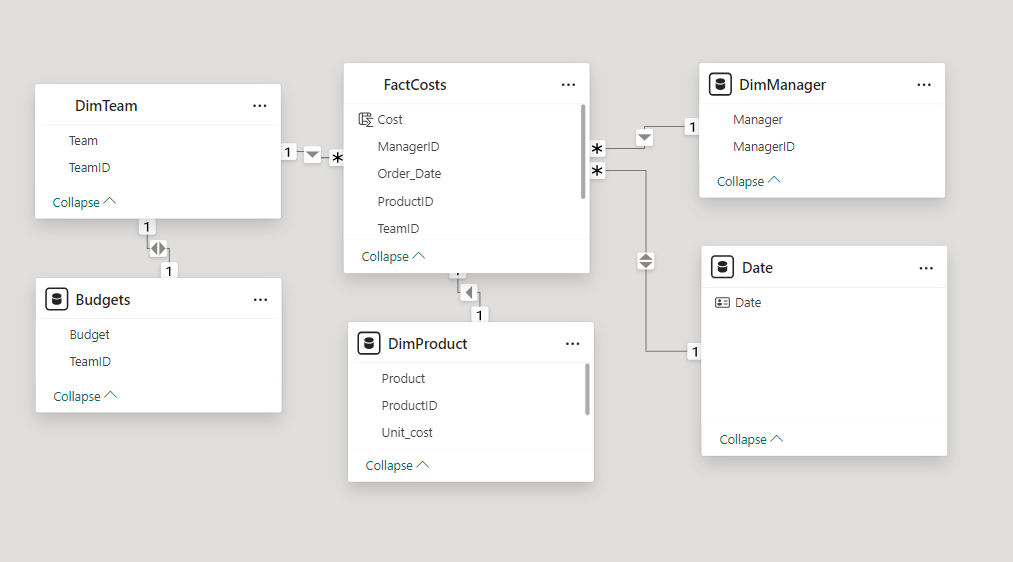 DimTeam
Team
TeamID
Collapse
1
*
FactCosts
Cost
ManagerID
Order_Date
ProductID
TeamID
Collapse
*
1
*
1
DimManager
Manager
ManagerID
Collapse
Date
Date
Collapse
1
1
Budgets
Budget
TeamID
Collapse
1
DimProduct
Product
ProductID
Unit_cost
Collapse